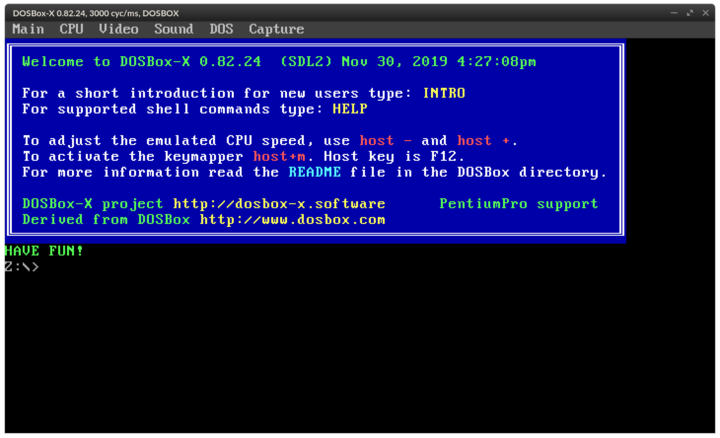 DOSBox-X 0.82.24, 3000 cyc/ms, DOSBOX
Main CPU Video Sound DOS Capture
Welcome to DOSBox-X 0.82.24 (SDL2) Nov 30, 2019 4:27:08pm
For a short introduction for new users type: INTRO
For supported shell commands type: HELP
To adjust the emulated CPU speed, use host - and host +.
To activate the keymapper host+m. Host key is F12.
For more information read the README file in the DOSBox directory.
DOSBox-X project http://dosbox-x.software PentiumPro support
Derived from DOSBox http://www.dosbox.com
HAVE FUN!
Z:\>